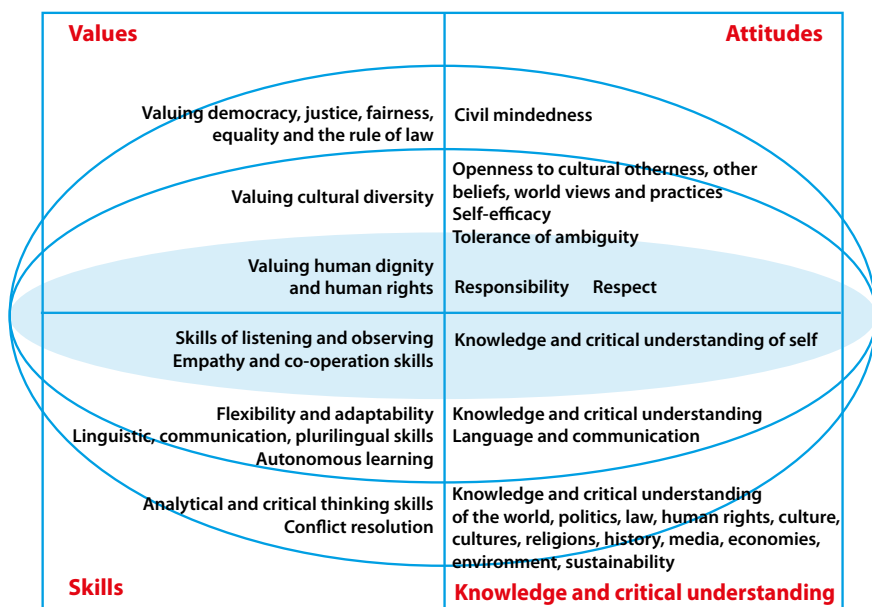 Values
Attitudes
Valuing democracy, justice, fairness,
equality and the rule of law
Civil mindedness
Valuing cultural diversity
Openness to cultural otherness, other
beliefs, world views and practices
Self-efficacy
Tolerance of ambiguity
Valuing human dignity
and human rights
Responsibility Respect
Skills of listening and observing
Empathy and co-operation skills
Knowledge and critical understanding of self
Flexibility and adaptability
Linguistic, communication, plurilingual skills
Autonomous learning
Knowledge and critical understanding
Language and communication
Analytical and critical thinking skills
Conflict resolution
Knowledge and critical understanding
of the world, politics, law, human rights, culture,
cultures, religions, history, media, economies,
environment, sustainability
Skills
Knowledge and critical understanding